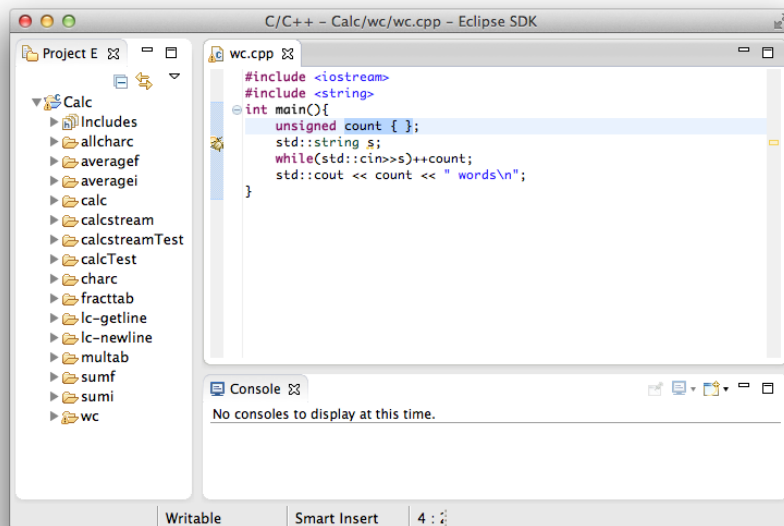 C/C++ – Calc/wc/wc.cpp – Eclipse SDK
Project E
Calc
Includes
allcharc
averagef
averagei
calc
calcstream
calcstreamTest
calcTest
charc
fracttab
lc-getline
lc-newline
multab
sumf
sumi
wc
wc.cpp
#include <iostream>
#include <string>
int main(){
unsigned count { };
std::string s;
while(std::cin>>s)++count;
std::cout << count << " words\n";
}
Console
No consoles to display at this time.
Writable
Smart Insert
4 :